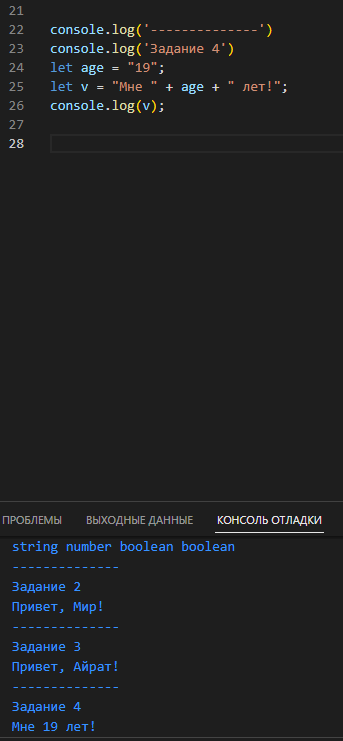 21
22 console.log('--------------')
23 console.log('Задание 4')
24 let age = "19";
25 let v = "Мне " + age + " лет!";
26 console.log(v);
27
28
ПРОБЛЕМЫ ВЫХОДНЫЕ ДАННЫЕ КОНСОЛЬ ОТЛАДКИ
string number boolean boolean
--------------
Задание 2
Привет, Мир!
--------------
Задание 3
Привет, Айрат!
--------------
Задание 4
Мне 19 лет!